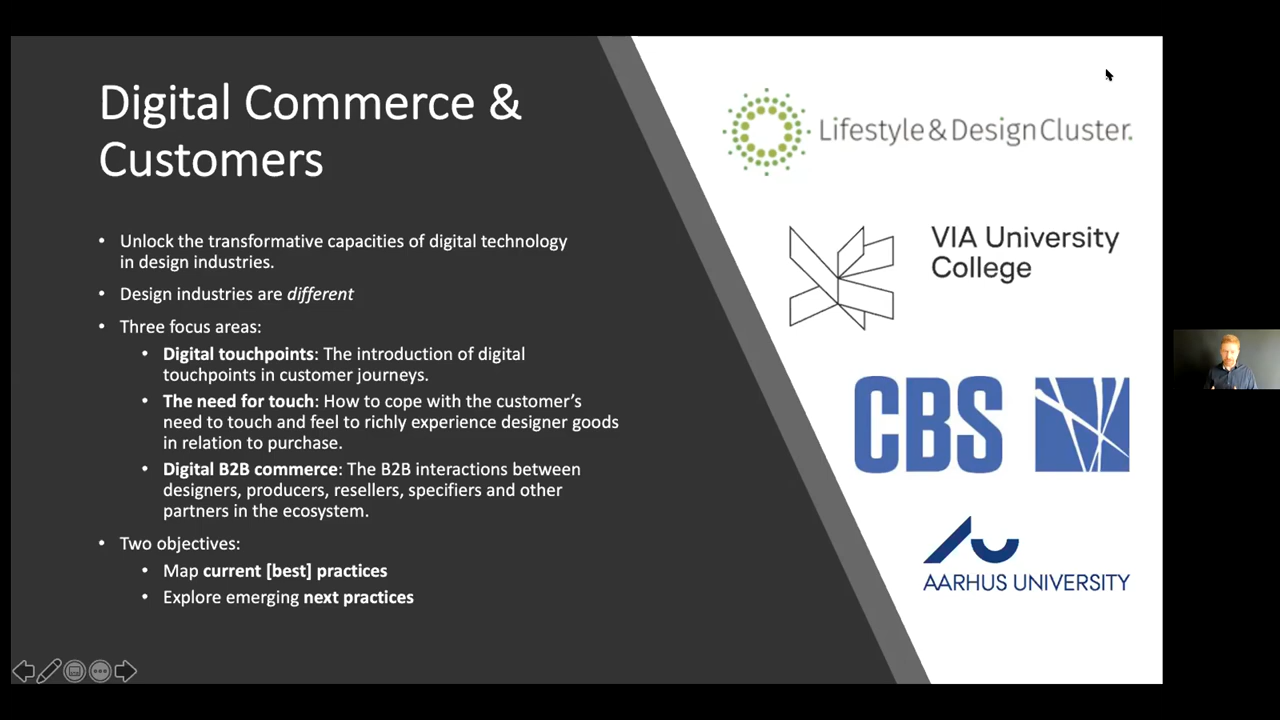 Digital Commerce &
Customers
• Unlock the transformative capacities of digital technology
in design industries.
• Design industries are different
• Three focus areas:
• Digital touchpoints: The introduction of digital
touchpoints in customer journeys.
• The need for touch: How to cope with the customer's
need to touch and feel to richly experience designer goods
in relation to purchase.
• Digital B2B commerce: The B2B interactions between
designers, producers, resellers, specifiers and other
partners in the ecosystem.
• Two objectives:
• Map current [best] practices
• Explore emerging next practices
Lifestyle & Design Cluster.
VIA University
College
CBS
AARHUS UNIVERSITY